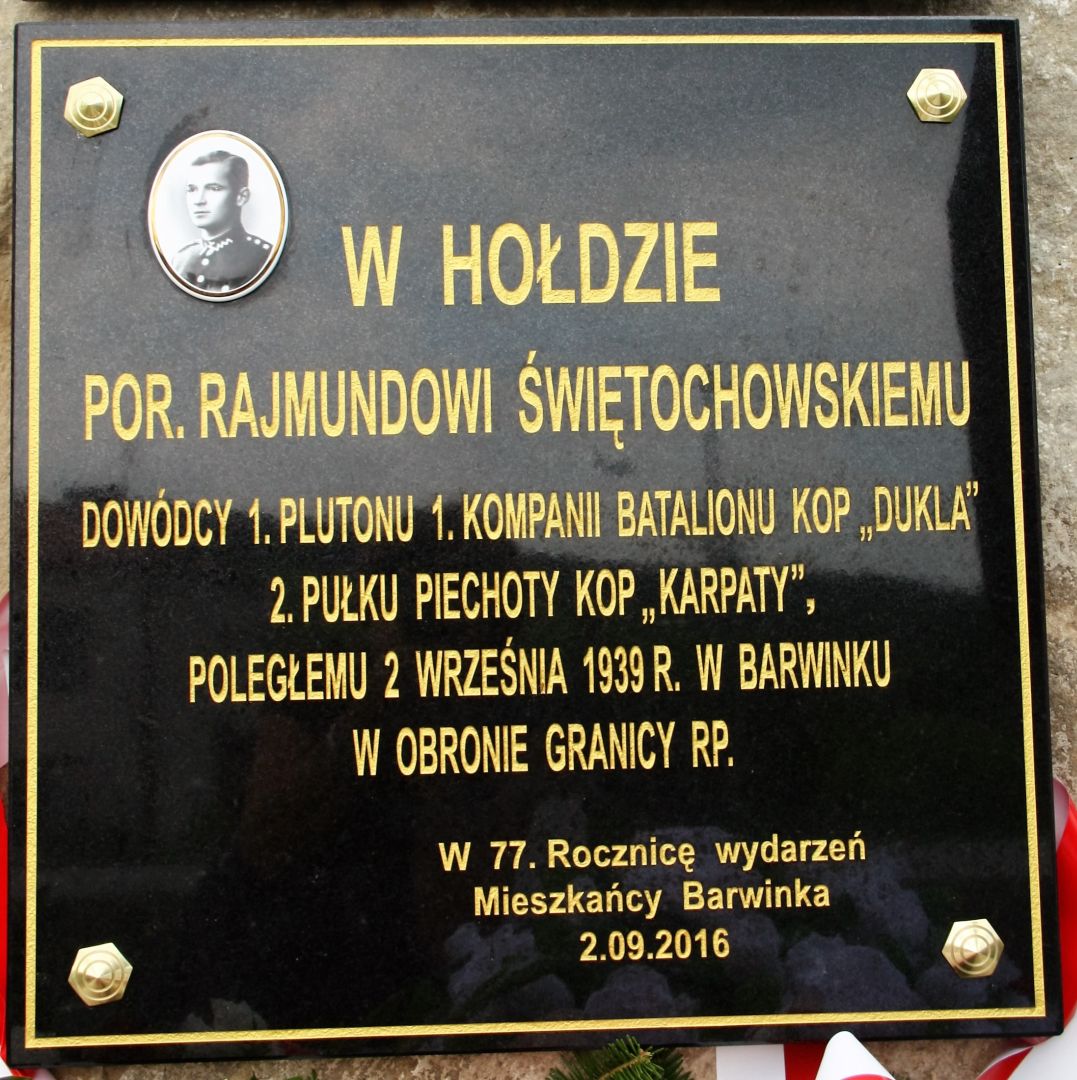 W HOŁDZIE
POR. RAJMUNDOWI ŚWIĘTOCHOWSKIEMU
DOWÓDCY 1. PLUTONU 1. KOMPANII BATALIONU KOP „DUKLA”
2. PUŁKU PIECHOTY KOP „KARPATY”,
POLEGŁEMU 2 WRZEŚNIA 1939 R. W BARWINKU
W OBRONIE GRANICY RP.
W 77. Rocznicę wydarzeń
Mieszkańcy Barwinka
2.09.2016